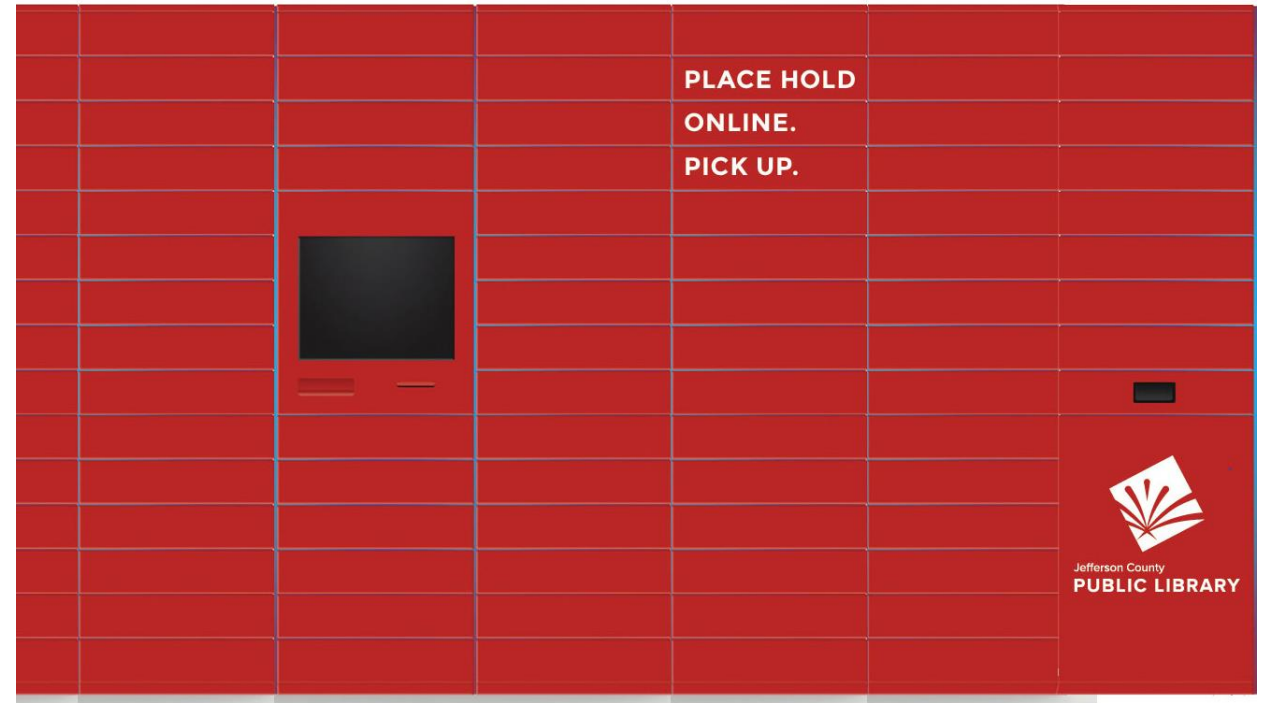 PLACE HOLD
ONLINE.
PICK UP.
Jefferson County
PUBLIC LIBRARY